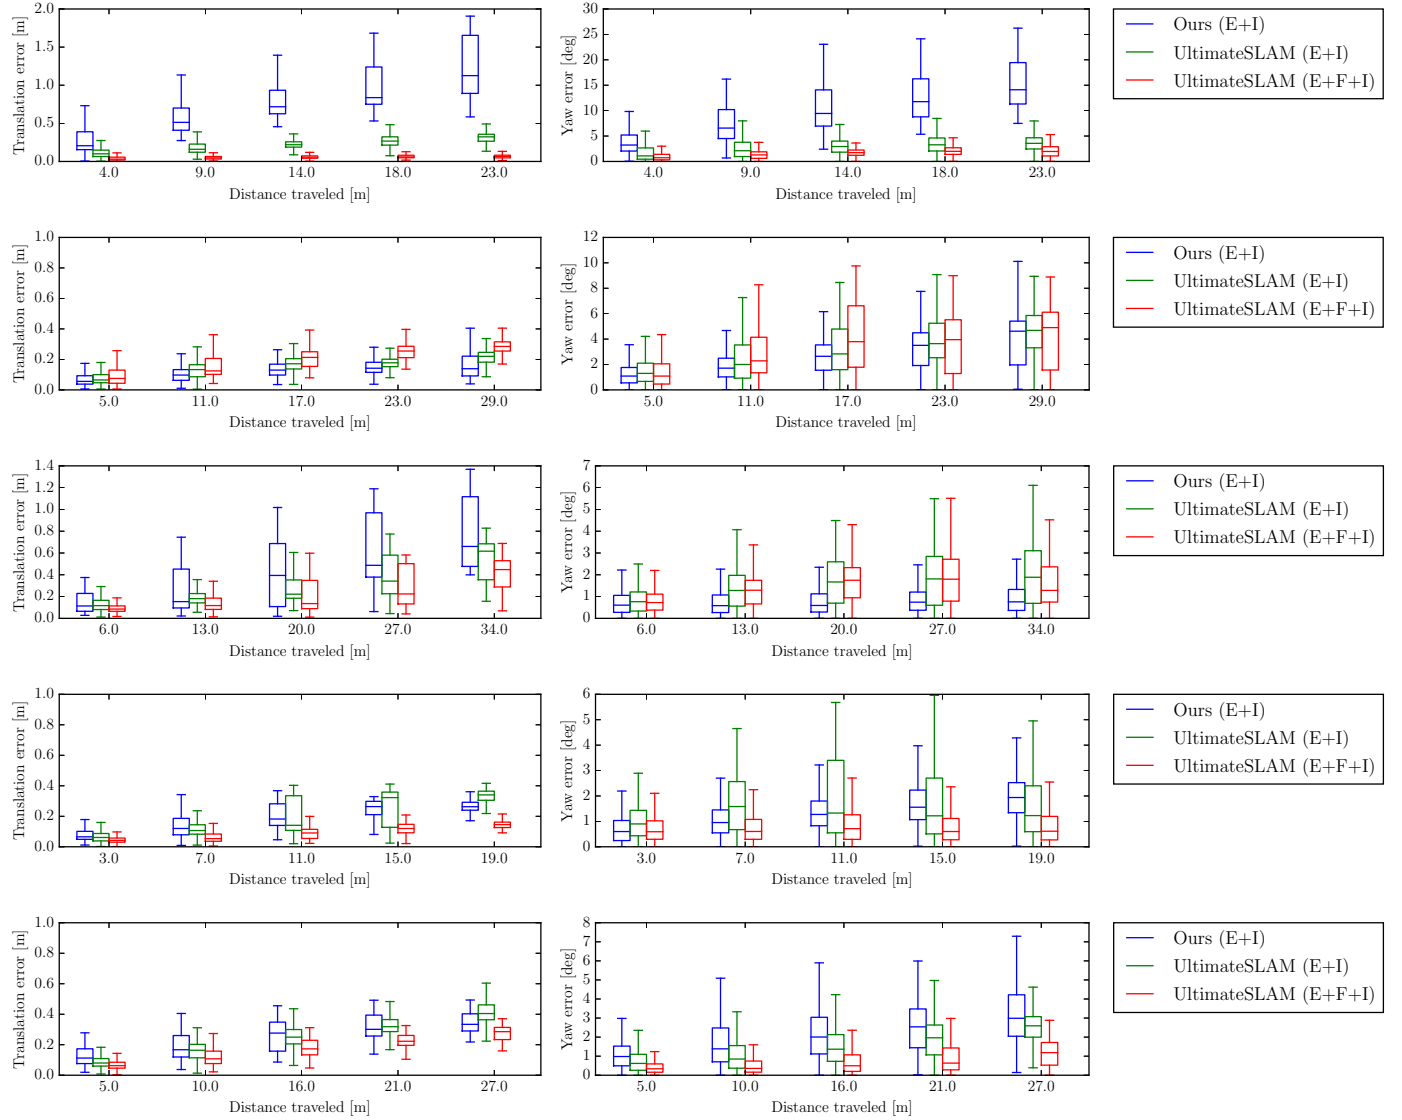 Translation error [m]
2.0
1.5
1.0
0.5
0.0
4.0 9.0 14.0 18.0 23.0
Distance traveled [m]
Yaw error [deg]
30
25
20
15
10
5
0
4.0 9.0 14.0 18.0 23.0
Distance traveled [m]
Ours (E+I)
UltimateSLAM (E+I)
UltimateSLAM (E+F+I)
Translation error [m]
1.0
0.8
0.6
0.4
0.2
0.0
5.0 11.0 17.0 23.0 29.0
Distance traveled [m]
Yaw error [deg]
12
10
8
6
4
2
0
5.0 11.0 17.0 23.0 29.0
Distance traveled [m]
Ours (E+I)
UltimateSLAM (E+I)
UltimateSLAM (E+F+I)
Translation error [m]
1.4
1.2
1.0
0.8
0.6
0.4
0.2
0.0
6.0 13.0 20.0 27.0 34.0
Distance traveled [m]
Yaw error [deg]
7
6
5
4
3
2
1
0
6.0 13.0 20.0 27.0 34.0
Distance traveled [m]
Ours (E+I)
UltimateSLAM (E+I)
UltimateSLAM (E+F+I)
Translation error [m]
1.0
0.8
0.6
0.4
0.2
0.0
3.0 7.0 11.0 15.0 19.0
Distance traveled [m]
Yaw error [deg]
6
5
4
3
2
1
0
3.0 7.0 11.0 15.0 19.0
Distance traveled [m]
Ours (E+I)
UltimateSLAM (E+I)
UltimateSLAM (E+F+I)
Translation error [m]
1.0
0.8
0.6
0.4
0.2
0.0
5.0 10.0 16.0 21.0 27.0
Distance traveled [m]
Yaw error [deg]
8
7
6
5
4
3
2
1
0
5.0 10.0 16.0 21.0 27.0
Distance traveled [m]
Ours (E+I)
UltimateSLAM (E+I)
UltimateSLAM (E+F+I)